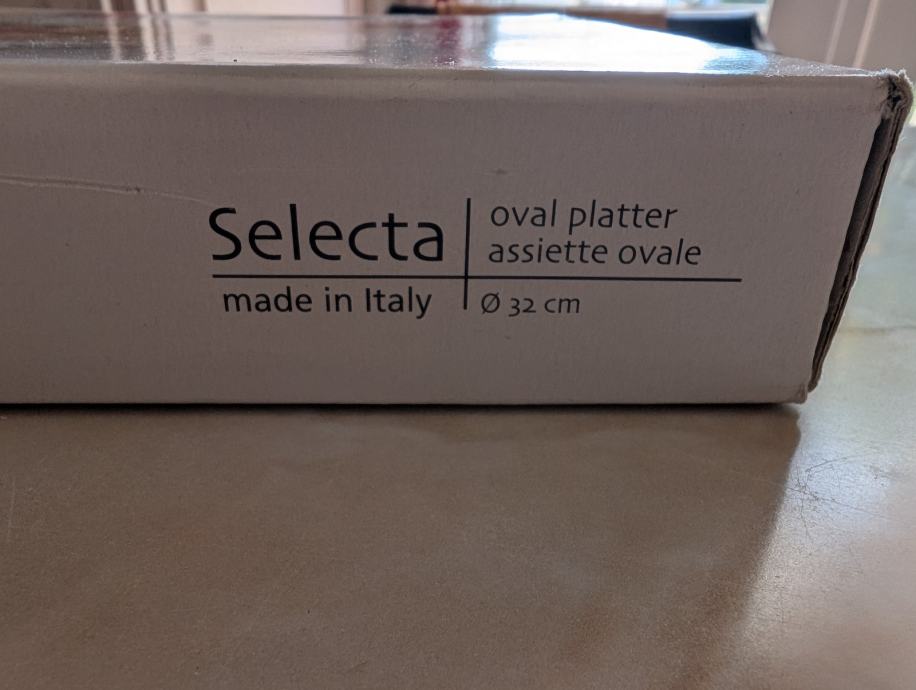 Selecta
made in Italy
oval platter
assiette ovale
Ø 32 cm